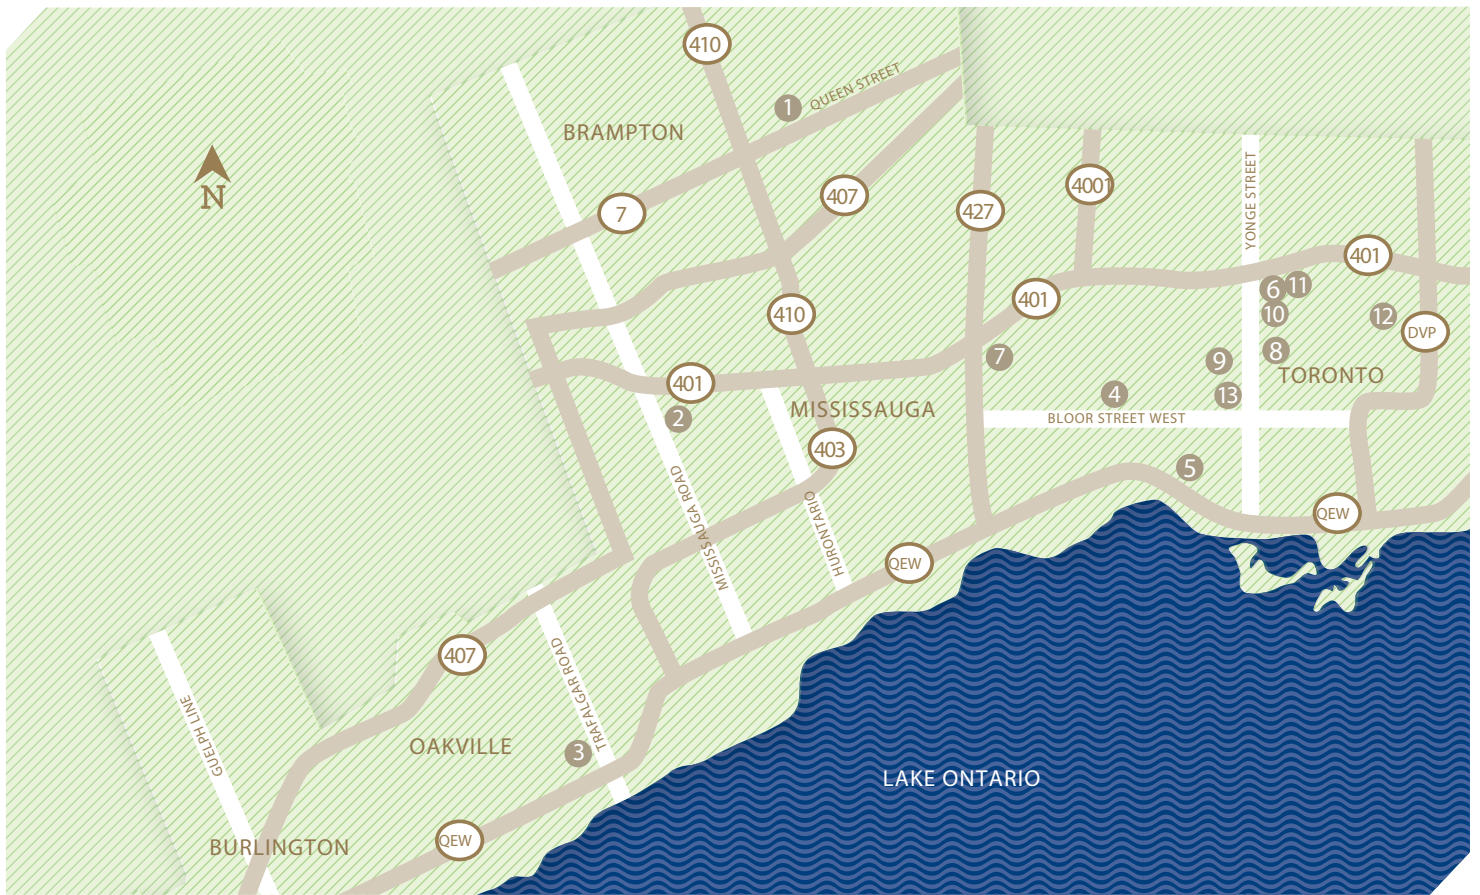 410
QUEEN STREET
1
BRAMPTON
N
7
407
427
4001
YONGE STREET
401
401
6
11
10
12
DVP
410
7
9
8
TORONTO
401
2
MISSISSAUGA
4
13
BLOOR STREET WEST
403
5
MISSISSAUGA ROAD
HURONTARIO
QEW
QEW
407
TRAFALGAR ROAD
GUELPH LINE
OAKVILLE
3
LAKE ONTARIO
BURLINGTON
QEW